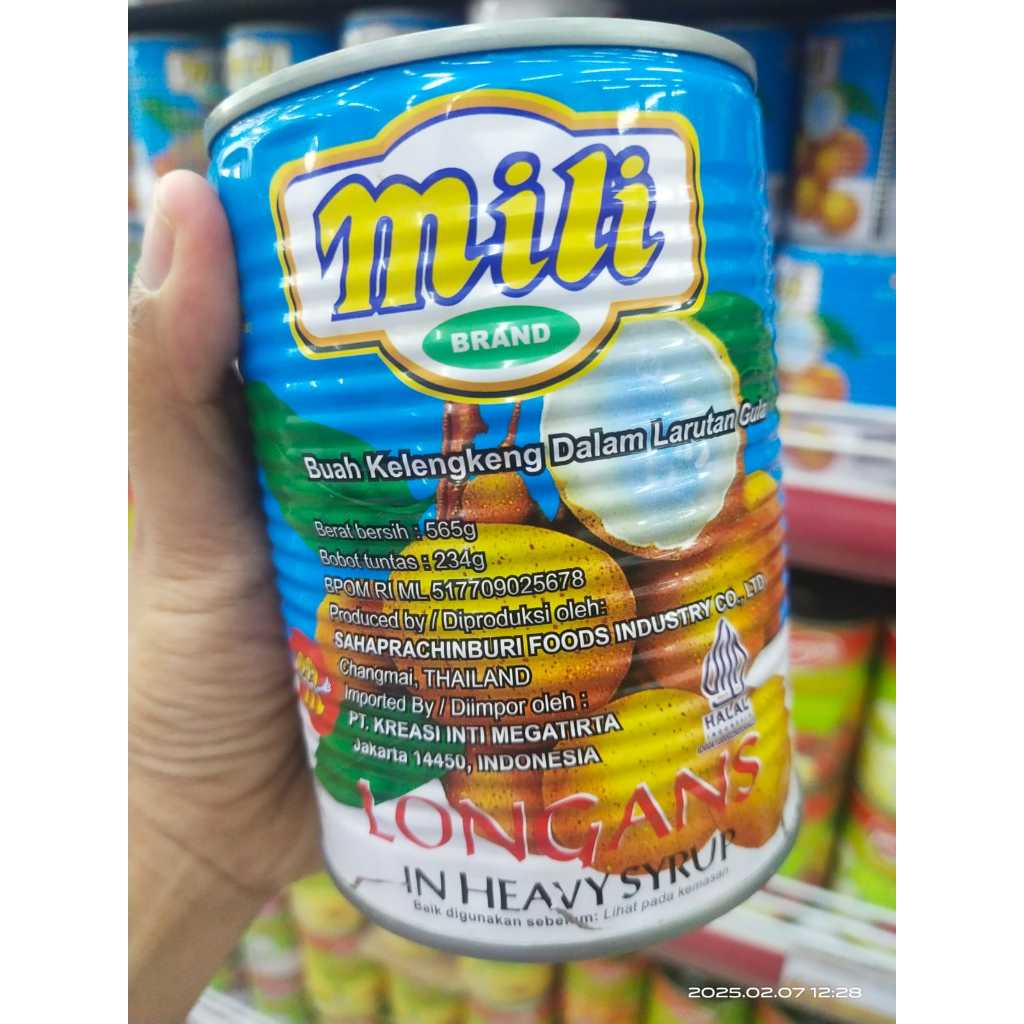 mili
BRAND
Buah Kelengkeng Dalam Larutan Gula
Berat bersih : 565g
Bobot tuntas : 234g
BPOM RI ML 517709025678
Produced by / Diproduksi oleh:
SAHAPRACHINBURI FOODS INDUSTRY CO., LTD
Changmai, THAILAND
Imported By / Diimpor oleh :
PT. KREASI INTI MEGATIRTA
Jakarta 14450, INDONESIA
HALAL
INDONESIA
LONGANS
IN HEAVY SYRUP
Baik digunakan sebelum: Lihat pada kemasan
2025.02.07 12:28